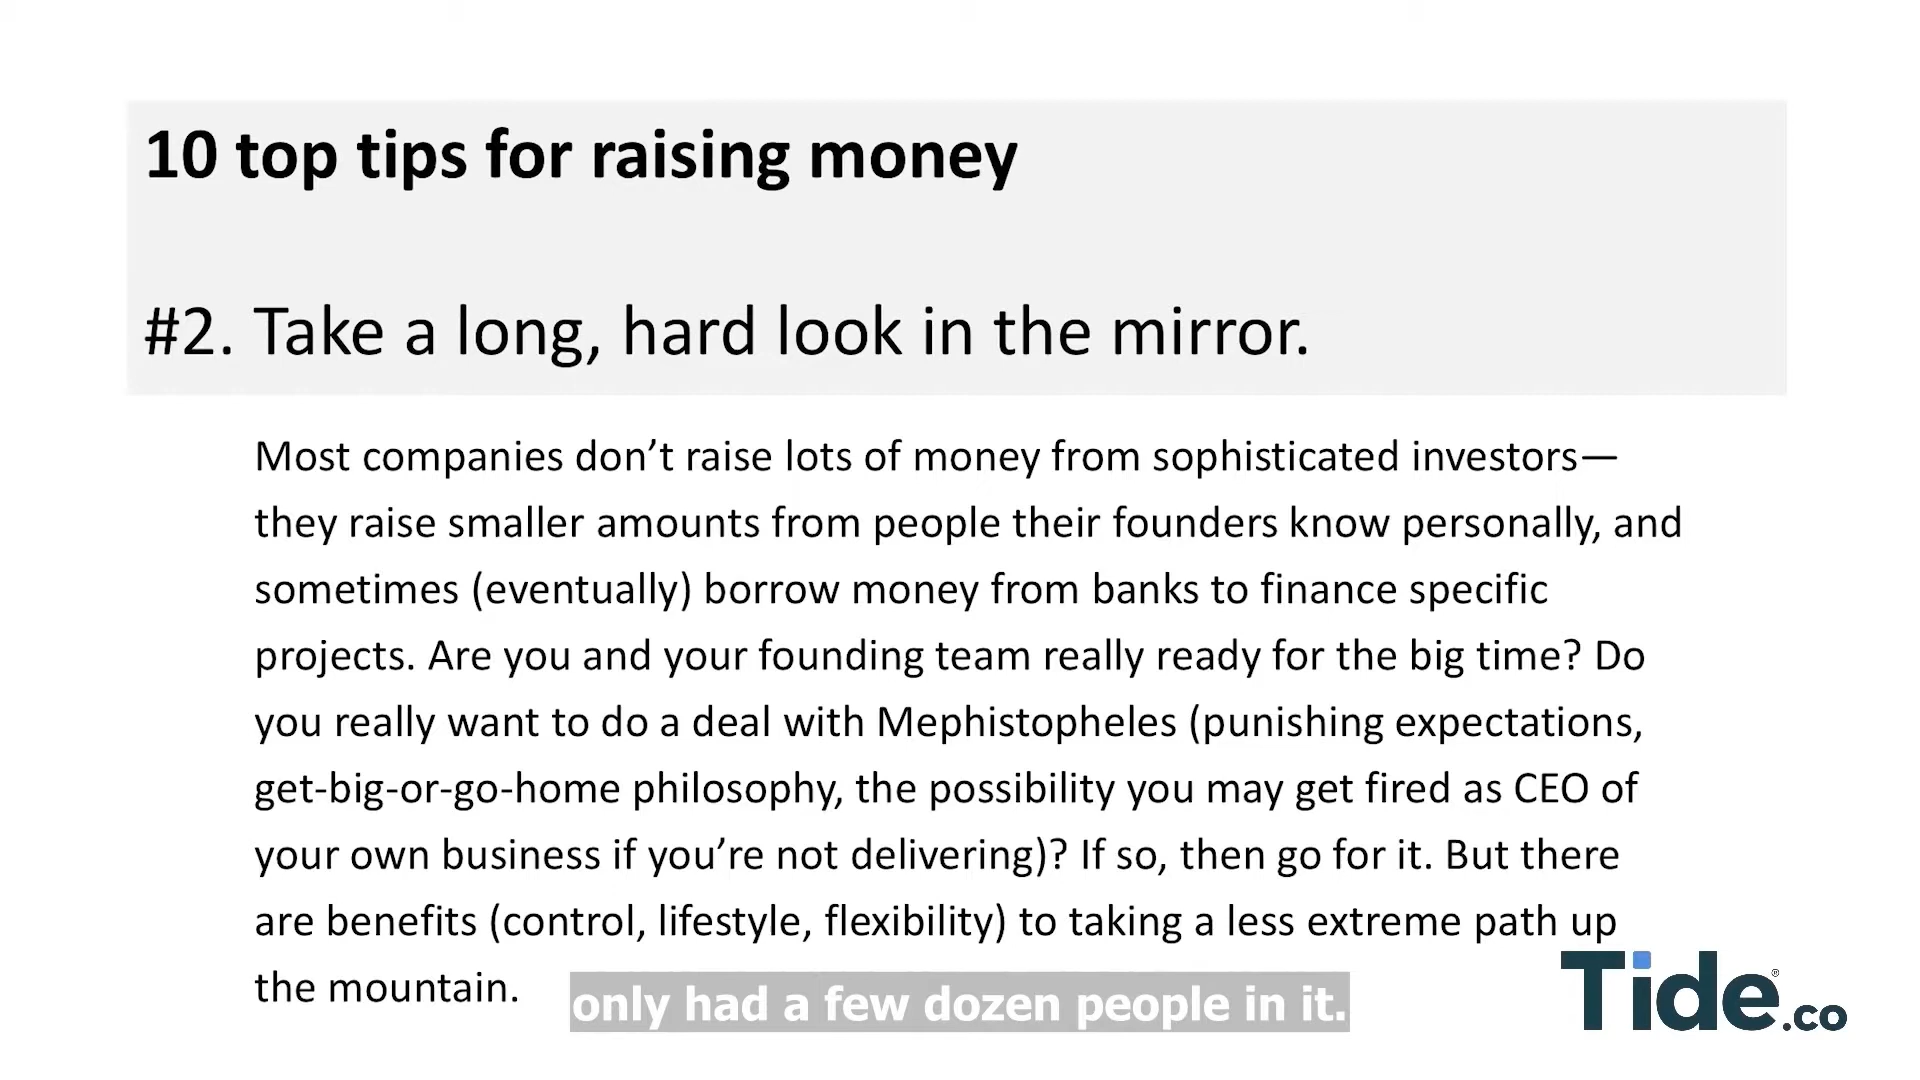 10 top tips for raising money
#2. Take a long, hard look in the mirror.
Most companies don’t raise lots of money from sophisticated investors—
they raise smaller amounts from people their founders know personally, and
sometimes (eventually) borrow money from banks to finance specific
projects. Are you and your founding team really ready for the big time? Do
you really want to do a deal with Mephistopheles (punishing expectations,
get-big-or-go-home philosophy, the possibility you may get fired as CEO of
your own business if you’re not delivering)? If so, then go for it. But there
are benefits (control, lifestyle, flexibility) to taking a less extreme path up
the mountain.
only had a few dozen people in it.
Tide®.co